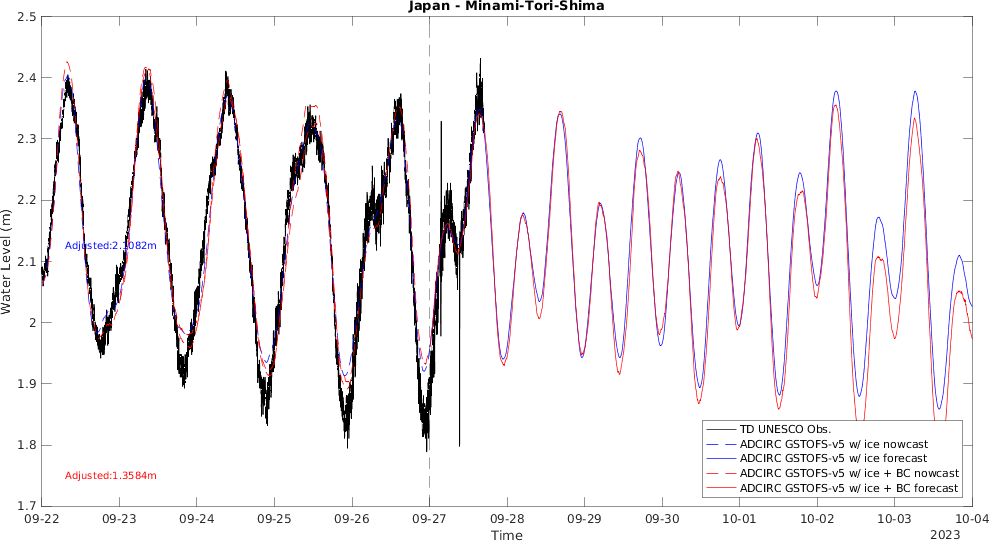 Japan - Minami-Tori-Shima
2.5
2.4
2.3
2.2
2.1
2
1.9
1.8
1.7
Water Level (m)
Adjusted:2.1082m
Adjusted:1.3584m
TD UNESCO Obs.
ADCIRC GSTOFS-v5 w/ ice nowcast
ADCIRC GSTOFS-v5 w/ ice forecast
ADCIRC GSTOFS-v5 w/ ice + BC nowcast
ADCIRC GSTOFS-v5 w/ ice + BC forecast
09-22 09-23 09-24 09-25 09-26 09-27 09-28 09-29 09-30 10-01 10-02 10-03 10-04
Time
2023